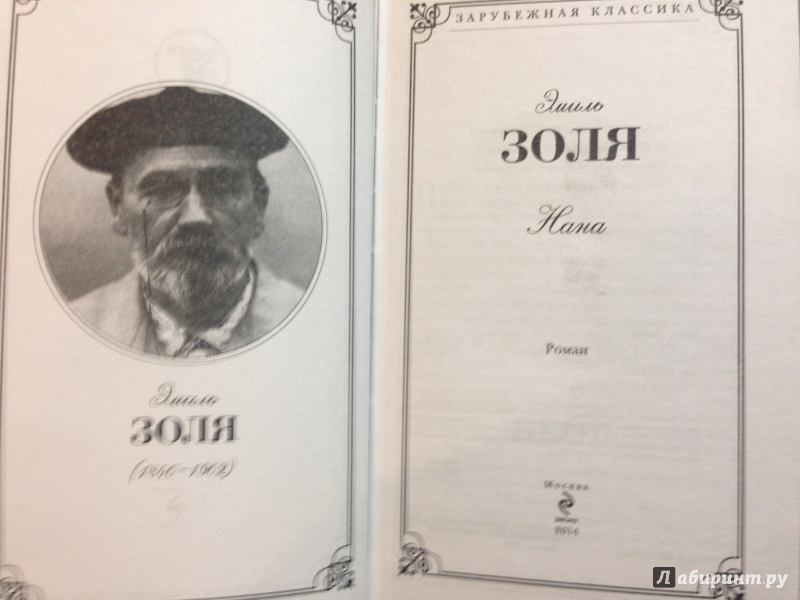 Эмиль
ЗОЛЯ
(1840–1902)
ЗАРУБЕЖНАЯ КЛАССИКА
Эмиль
ЗОЛЯ
Нана
Роман
Москва
Лабиринт.ру